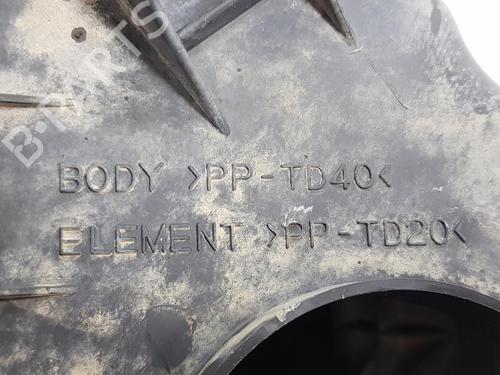 B-PARTS
BODY >PP-TD40<
ELEMENT >PP-TD20<